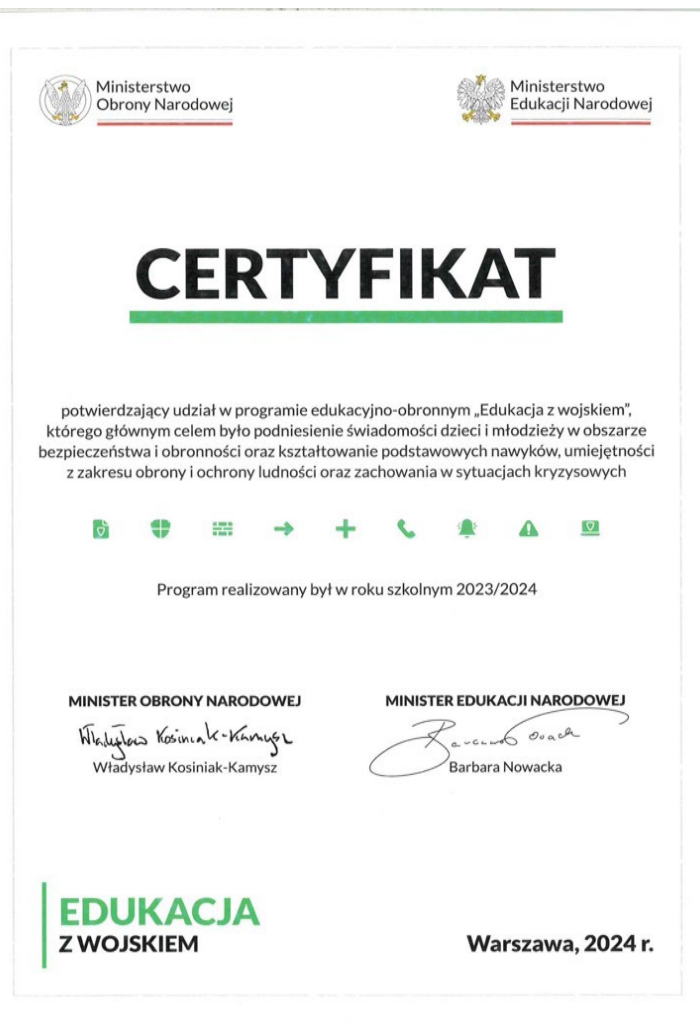 Ministerstwo
Obrony Narodowej
Ministerstwo
Edukacji Narodowej
CERTYFIKAT
potwierdzający udział w programie edukacyjno-obronnym „Edukacja z wojskiem”,
którego głównym celem było podniesienie świadomości dzieci i młodzieży w obszarze
bezpieczeństwa i obronności oraz kształtowanie podstawowych nawyków, umiejętności
z zakresu obrony i ochrony ludności oraz zachowania w sytuacjach kryzysowych
Program realizowany był w roku szkolnym 2023/2024
MINISTER OBRONY NARODOWEJ
Władysław Kosiniak-Kamysz
Władysław Kosiniak-Kamysz
MINISTER EDUKACJI NARODOWEJ
Barbara Nowacka
EDUKACJA
Z WOJSKIEM
Warszawa, 2024 r.